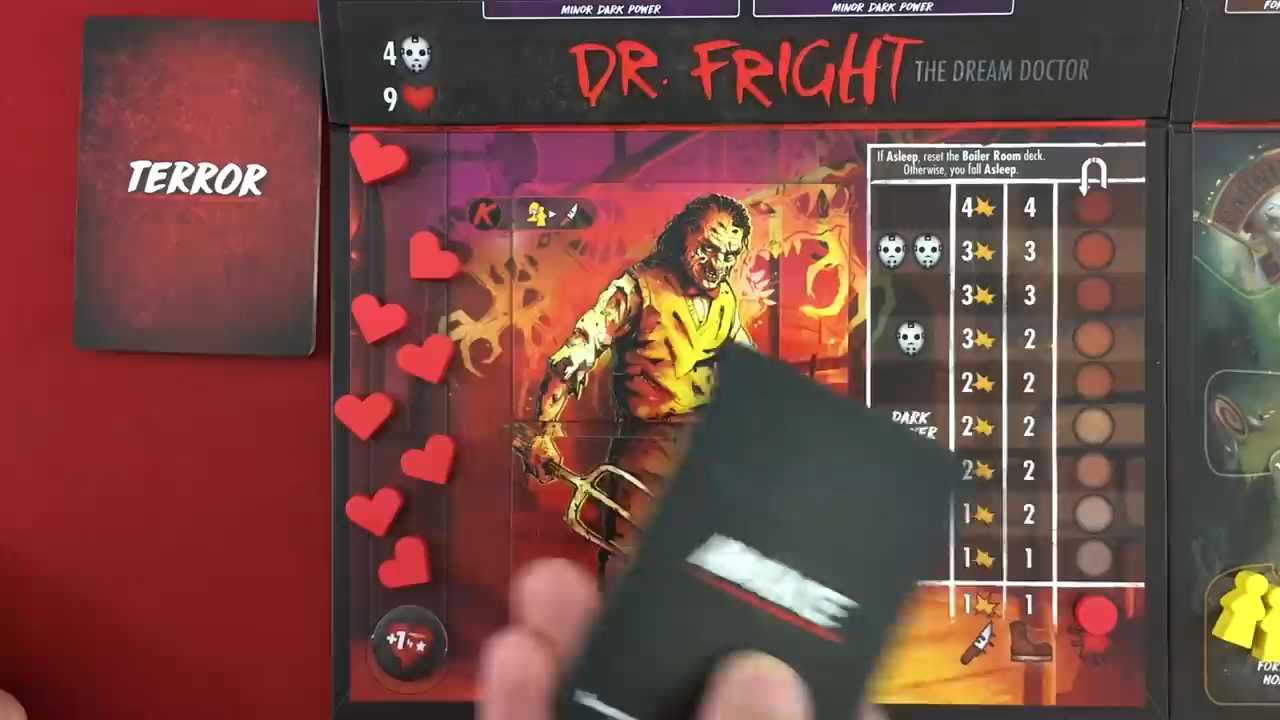 MINOR DARK POWER
MINOR DARK POWER
4
9
DR. FRIGHT THE DREAM DOCTOR
TERROR
If Asleep, reset the Boiler Room deck.
Otherwise, you fall Asleep.
4 4
3 3
3 3
3 2
2 2
DARK
2 2
2 2
1 2
1 1
1 1
K
+1